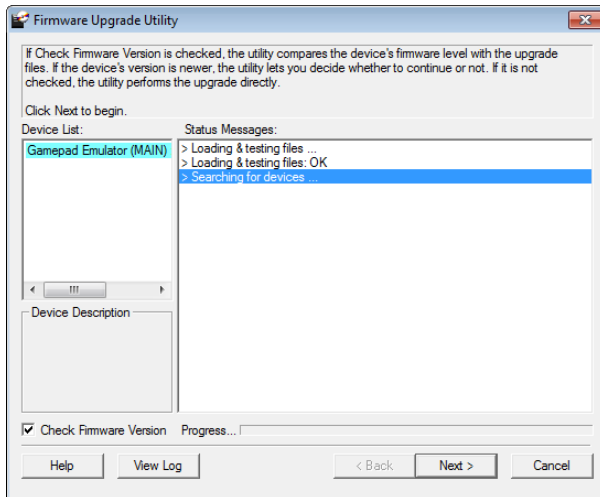 Firmware Upgrade Utility
If Check Firmware Version is checked, the utility compares the device's firmware level with the upgrade
files. If the device's version is newer, the utility lets you decide whether to continue or not. If it is not
checked, the utility performs the upgrade directly.
Click Next to begin.
Device List:
Status Messages:
Gamepad Emulator (MAIN)
> Loading & testing files ...
> Loading & testing files: OK
> Searching for devices ...
Device Description
Check Firmware Version
Progress...
Help
View Log
< Back
Next >
Cancel